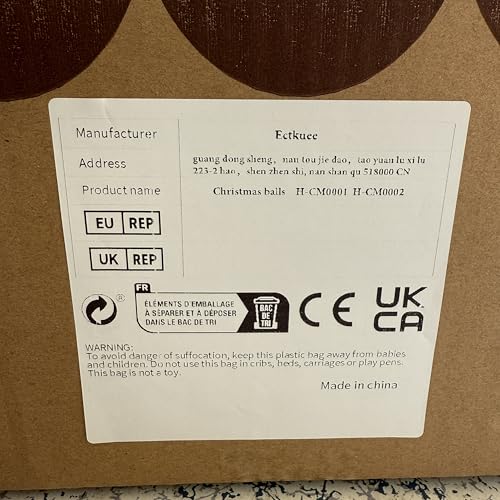 Manufacturer Ectkuee
Address guang dong sheng, nan tou jie dao, tao yuan lu xi lu
223-2 hao, shen zhen shi, nan shan qu 518000 CN
Product name Christmas balls H-CM0001 H-CM0002
EU REP
UK REP
FR
ÉLÉMENTS D'EMBALLAGE
À SÉPARER ET À DÉPOSER
DANS LE BAC DE TRI
BAC
DE
TRI
®
CE
UK
CA
WARNING:
To avoid danger of suffocation, keep this plastic bag away from babies
and children. Do not use this bag in cribs, beds, carriages or play pens.
This bag is not a toy.
Made in china